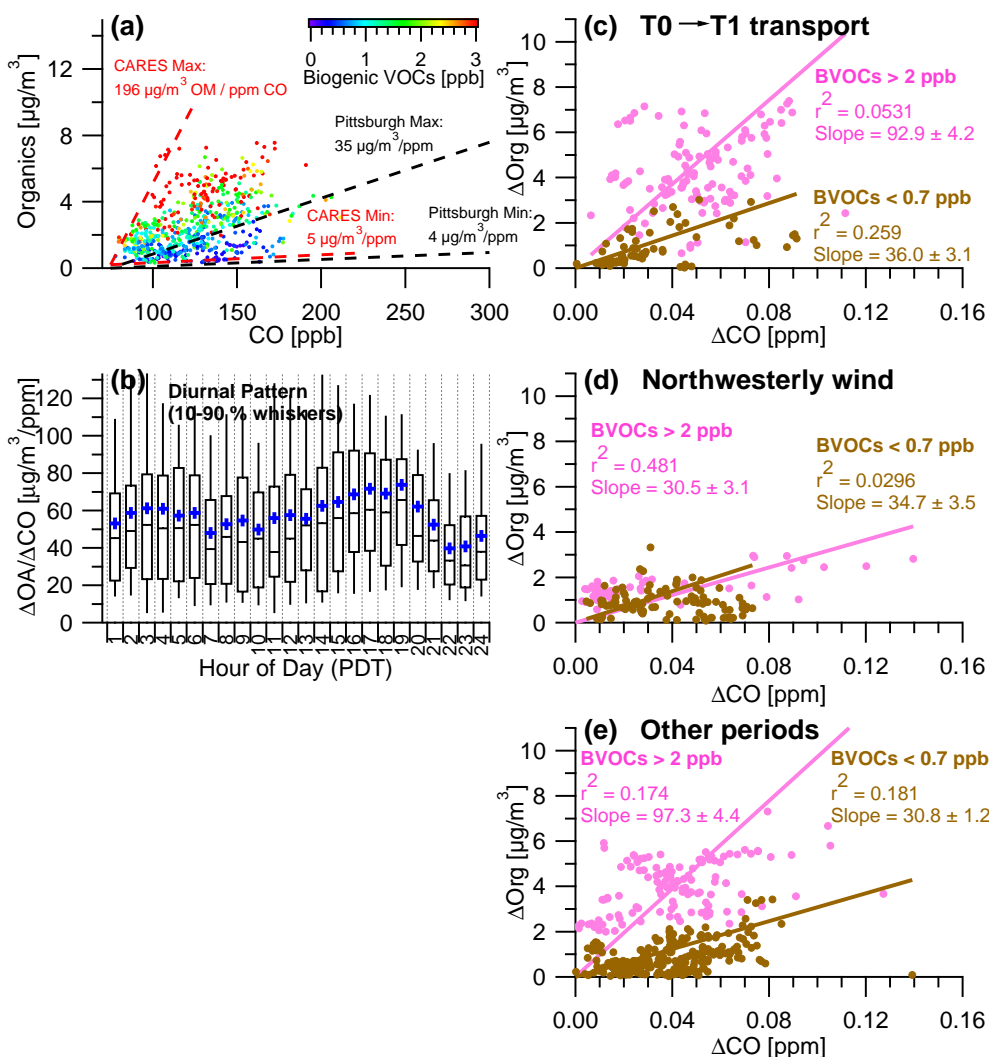 (a)
0 1 2 3
Biogenic VOCs [ppb]
CARES Max:
196 µg/m³ OM / ppm CO
Pittsburgh Max:
35 µg/m³/ppm
CARES Min:
5 µg/m³/ppm
Pittsburgh Min:
4 µg/m³/ppm
Organics [µg/m³]
12
8
4
0
100 150 200 250 300
CO [ppb]
(b)
Diurnal Pattern
(10-90 % whiskers)
ΔOA/ΔCO [µg/m³/ppm]
120
100
80
60
40
20
0
1 2 3 4 5 6 7 8 9 10 11 12 13 14 15 16 17 18 19 20 21 22 23 24
Hour of Day (PDT)
(c) T0 → T1 transport
BVOCs > 2 ppb
r² = 0.0531
Slope = 92.9 ± 4.2
BVOCs < 0.7 ppb
r² = 0.259
Slope = 36.0 ± 3.1
ΔOrg [µg/m³]
10
8
6
4
2
0
0.00 0.04 0.08 0.12 0.16
ΔCO [ppm]
(d) Northwesterly wind
BVOCs > 2 ppb
r² = 0.481
Slope = 30.5 ± 3.1
BVOCs < 0.7 ppb
r² = 0.0296
Slope = 34.7 ± 3.5
ΔOrg [µg/m³]
10
8
6
4
2
0
0.00 0.04 0.08 0.12 0.16
ΔCO [ppm]
(e) Other periods
BVOCs > 2 ppb
r² = 0.174
Slope = 97.3 ± 4.4
BVOCs < 0.7 ppb
r² = 0.181
Slope = 30.8 ± 1.2
ΔOrg [µg/m³]
10
8
6
4
2
0
0.00 0.04 0.08 0.12 0.16
ΔCO [ppm]